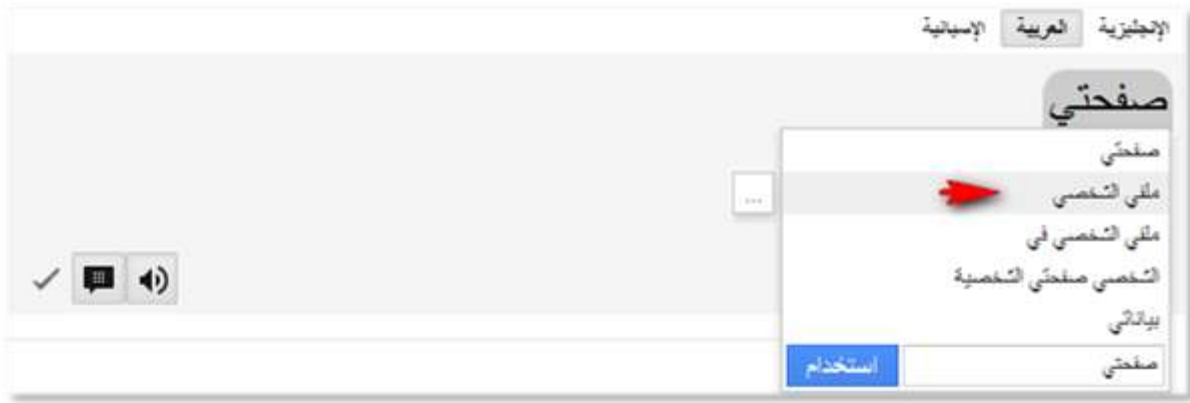 الإنجليزية العربية الإسبانية
صفحتي
صفحتي
ملفي الشخصي
...
ملفي الشخصي في
الشخصي صفحتي الشخصية
بياناتي
صفحتي استخدام